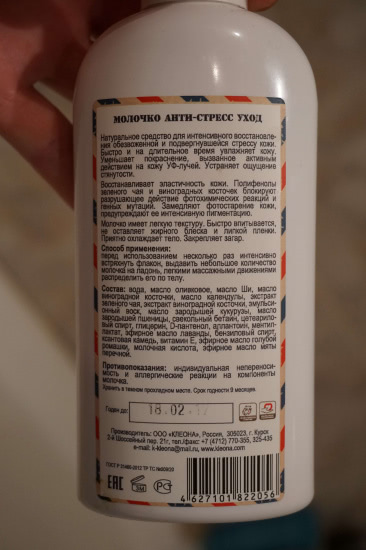 МОЛОЧКО АНТИ-СТРЕСС УХОД
Натуральное средство для интенсивного восстановле-
ния обезвоженной и подвергнувшейся стрессу кожи.
Быстро и на длительное время увлажняет кожу.
Уменьшает покраснение, вызванное активным
действием на кожу УФ-лучей. Устраняет ощущение
стянутости.
Восстанавливает эластичность кожи. Полифенолы
зеленого чая и виноградных косточек блокируют
разрушающее действие фотохимических реакций и
генных мутаций. Замедляют фотостарение кожи,
предупреждают ее интенсивную пигментацию.
Молочко имеет легкую текстуру. Быстро впитывается,
не оставляет жирного блеска и липкой пленки.
Приятно охлаждает тело. Закрепляет загар.
Способ применения:
перед использованием несколько раз интенсивно
встряхнуть флакон, выдавить небольшое количество
молочка на ладонь, легкими массажными движениями
распределить его по телу.
Состав: вода, масло оливковое, масло Ши, масло
виноградной косточки, масло календулы, экстракт
зеленого чая, экстракт виноградной косточки, эмульси-
онный воск, масло зародышей кукурузы, масло
зародышей пшеницы, свекольный бетаин, цетеарило-
вый спирт, глицерин, D-пантенол, аллантоин, ментил-
лактат, эфирное масло лаванды, бензиловый спирт,
ксантановая камедь, витамин Е, эфирное масло голубой
ромашки, молочная кислота, эфирное масло мяты
перечной.
Противопоказания: индивидуальная непереноси-
мость и аллергические реакции на компоненты
молочка.
Хранить в темном прохладном месте. Срок годности 9 месяцев.
Годен до: 18.02
Производитель: ООО «КЛЕОНА», Россия, 309023, г. Курск
2-й Шоссейный пер. 21г, тел./факс: +7 (4712) 770-355, 325-435
e-mail: k-kleona@mail.ru, www.kleona.com
ГОСТ Р
EAC
4627101822056